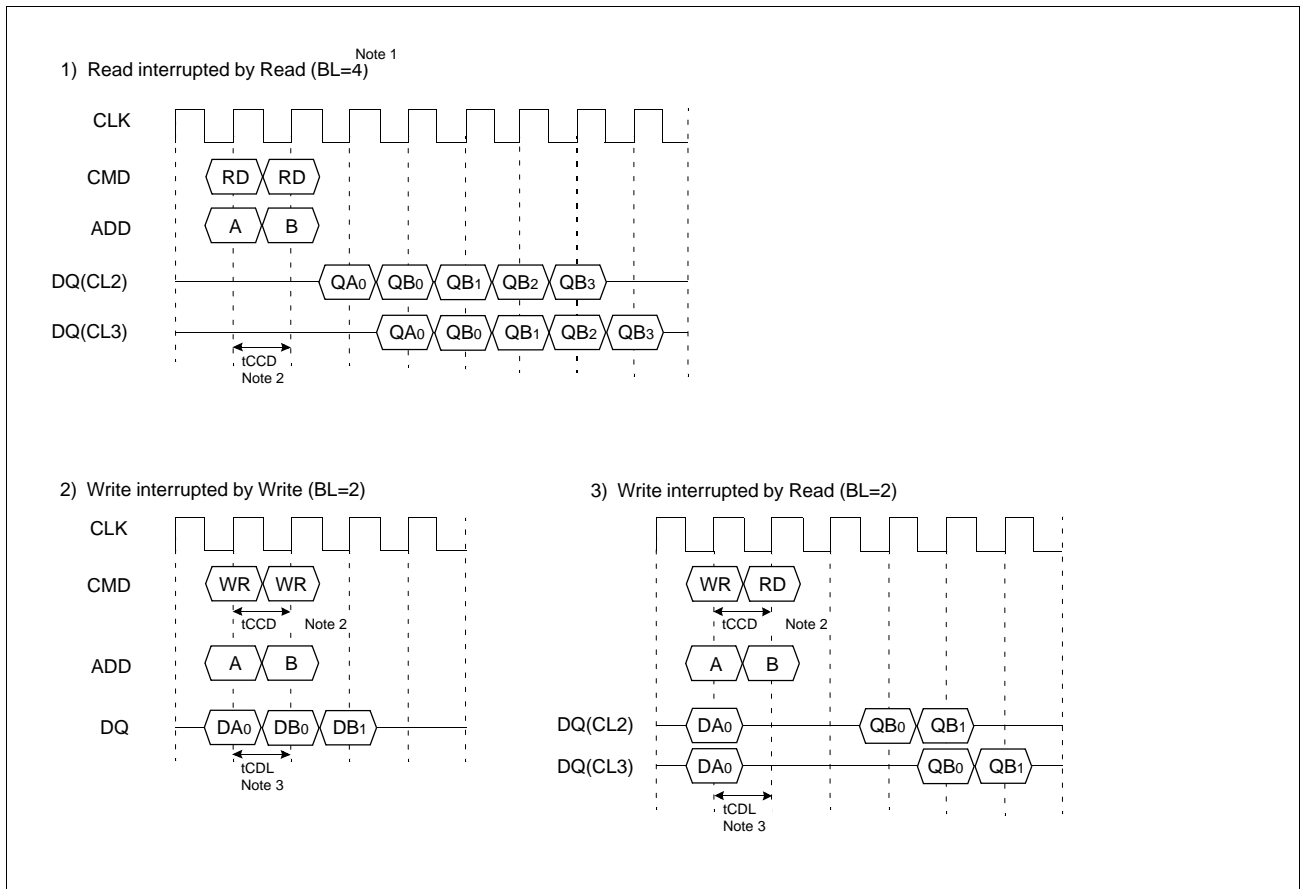 1) Read interrupted by Read (BL=4) Note 1
CLK
CMD RD RD
ADD A B
DQ(CL2) QA0 QB0 QB1 QB2 QB3
DQ(CL3) QA0 QB0 QB1 QB2 QB3
tCCD
Note 2
2) Write interrupted by Write (BL=2)
CLK
CMD WR WR
tCCD Note 2
ADD A B
DQ DA0 DB0 DB1
tCDL
Note 3
3) Write interrupted by Read (BL=2)
WR RD
tCCD Note 2
A B
DQ(CL2) DA0 QB0 QB1
DQ(CL3) DA0 QB0 QB1
tCDL
Note 3